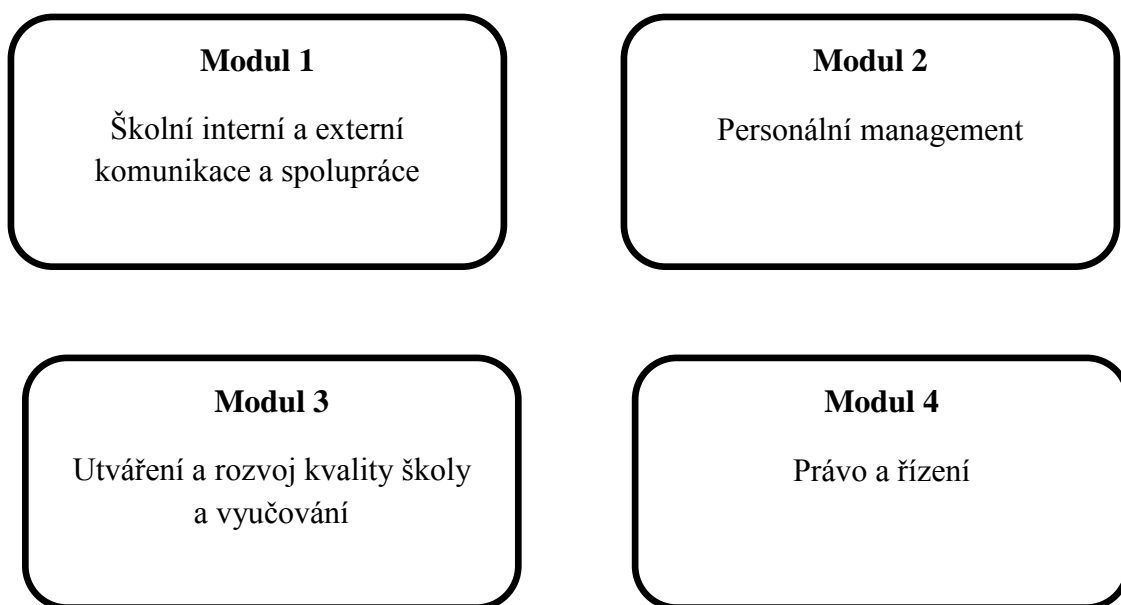 Modul 1
Školní interní a externí
komunikace a spolupráce
Modul 2
Personální management
Modul 3
Utváření a rozvoj kvality školy
a vyučování
Modul 4
Právo a řízení